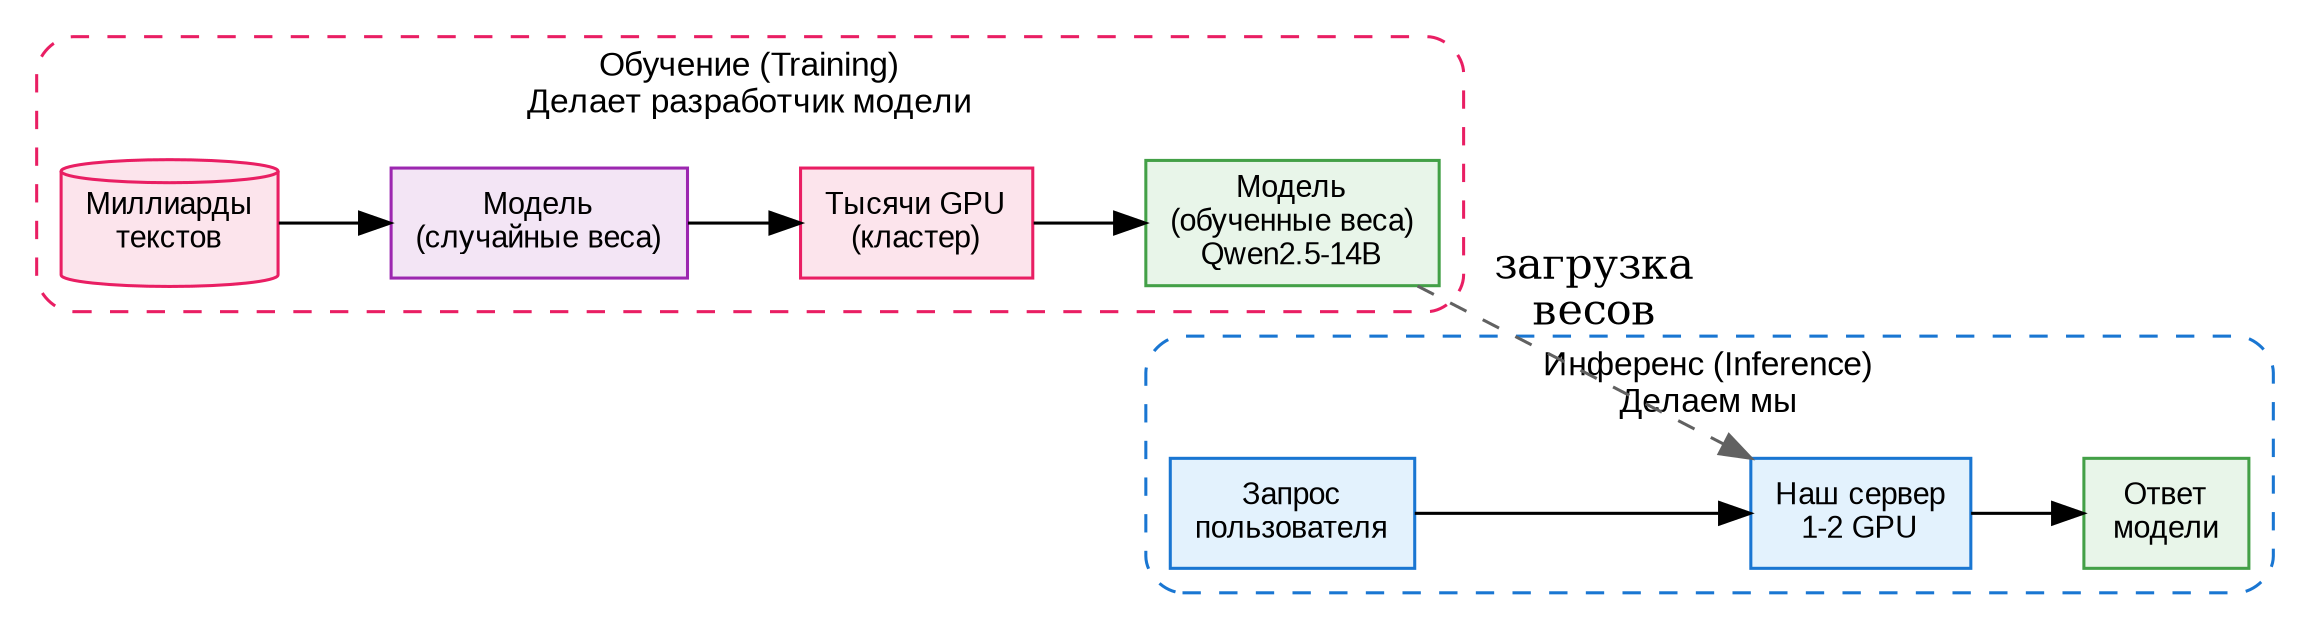 Обучение (Training)
Делает разработчик модели
Миллиарды
текстов
Модель
(случайные веса)
Тысячи GPU
(кластер)
Модель
(обученные веса)
Qwen2.5-14B
загрузка
весов
Инференс (Inference)
Делаем мы
Запрос
пользователя
Наш сервер
1-2 GPU
Ответ
модели